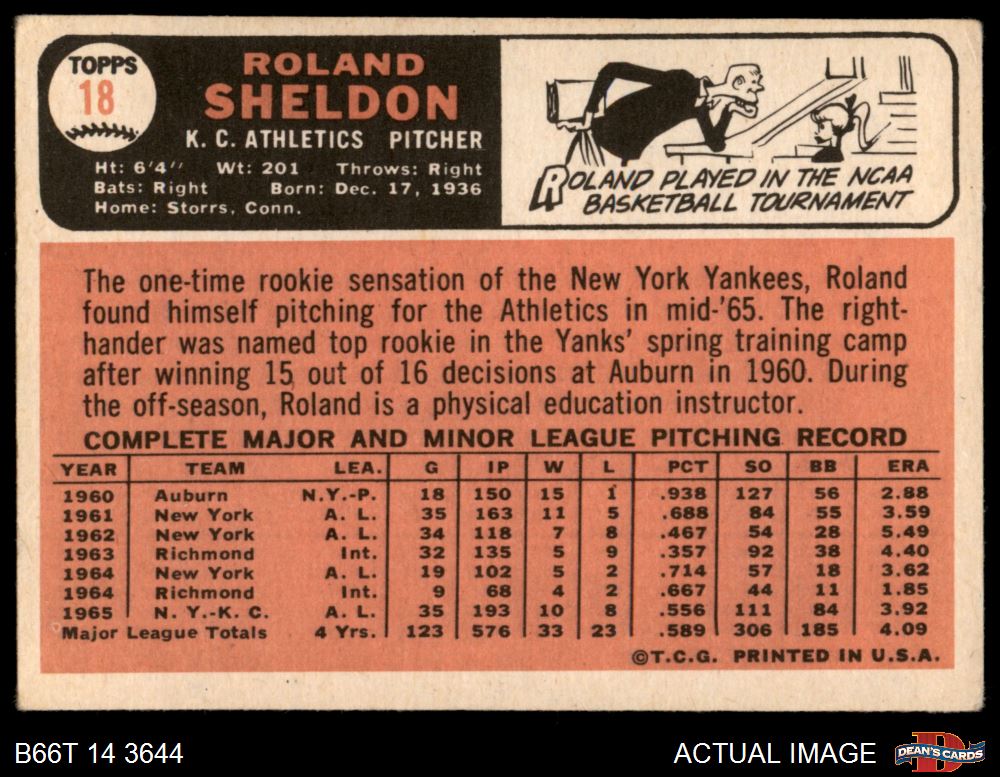 TOPPS
18
ROLAND
SHELDON
K. C. ATHLETICS PITCHER
Ht: 6'4" Wt: 201 Throws: Right
Bats: Right Born: Dec. 17, 1936
Home: Storrs, Conn.
ROLAND PLAYED IN THE NCAA
BASKETBALL TOURNAMENT
The one-time rookie sensation of the New York Yankees, Roland
found himself pitching for the Athletics in mid-'65. The right-
hander was named top rookie in the Yanks' spring training camp
after winning 15 out of 16 decisions at Auburn in 1960. During
the off-season, Roland is a physical education instructor.
COMPLETE MAJOR AND MINOR LEAGUE PITCHING RECORD
YEAR TEAM LEA. G IP W L PCT SO BB ERA
1960 Auburn N.Y.-P. 18 150 15 1 .938 127 56 2.88
1961 New York A. L. 35 163 11 5 .688 84 55 3.59
1962 New York A. L. 34 118 7 8 .467 54 28 5.49
1963 Richmond Int. 32 135 5 9 .357 92 38 4.40
1964 New York A. L. 19 102 5 2 .714 57 18 3.62
1964 Richmond Int. 9 68 4 2 .667 44 11 1.85
1965 N. Y.-K. C. A. L. 35 193 10 8 .556 111 84 3.92
Major League Totals 4 Yrs. 123 576 33 23 .589 306 185 4.09
©T.C.G. PRINTED IN U.S.A.
B66T 14 3644 ACTUAL IMAGE
D
DEAN'S CARDS